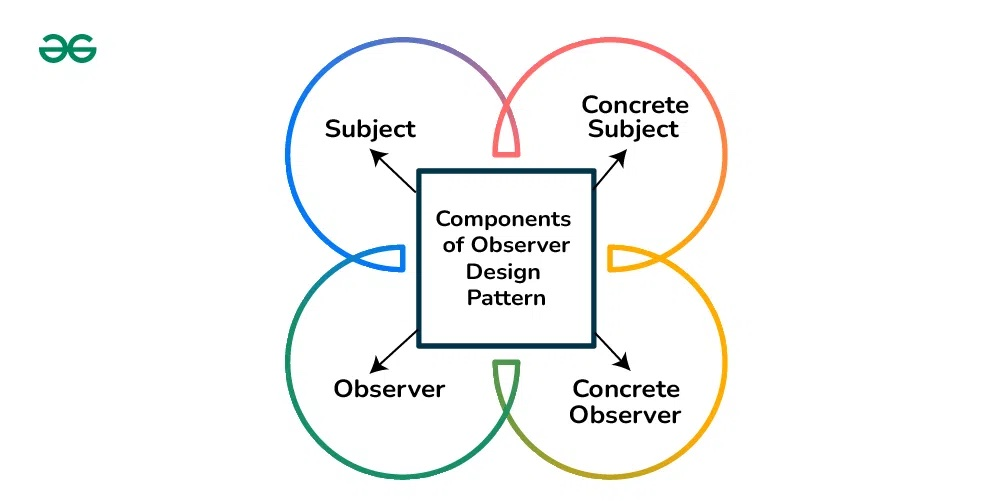 Subject
Concrete
Subject
Components
of Observer
Design
Pattern
Observer
Concrete
Observer